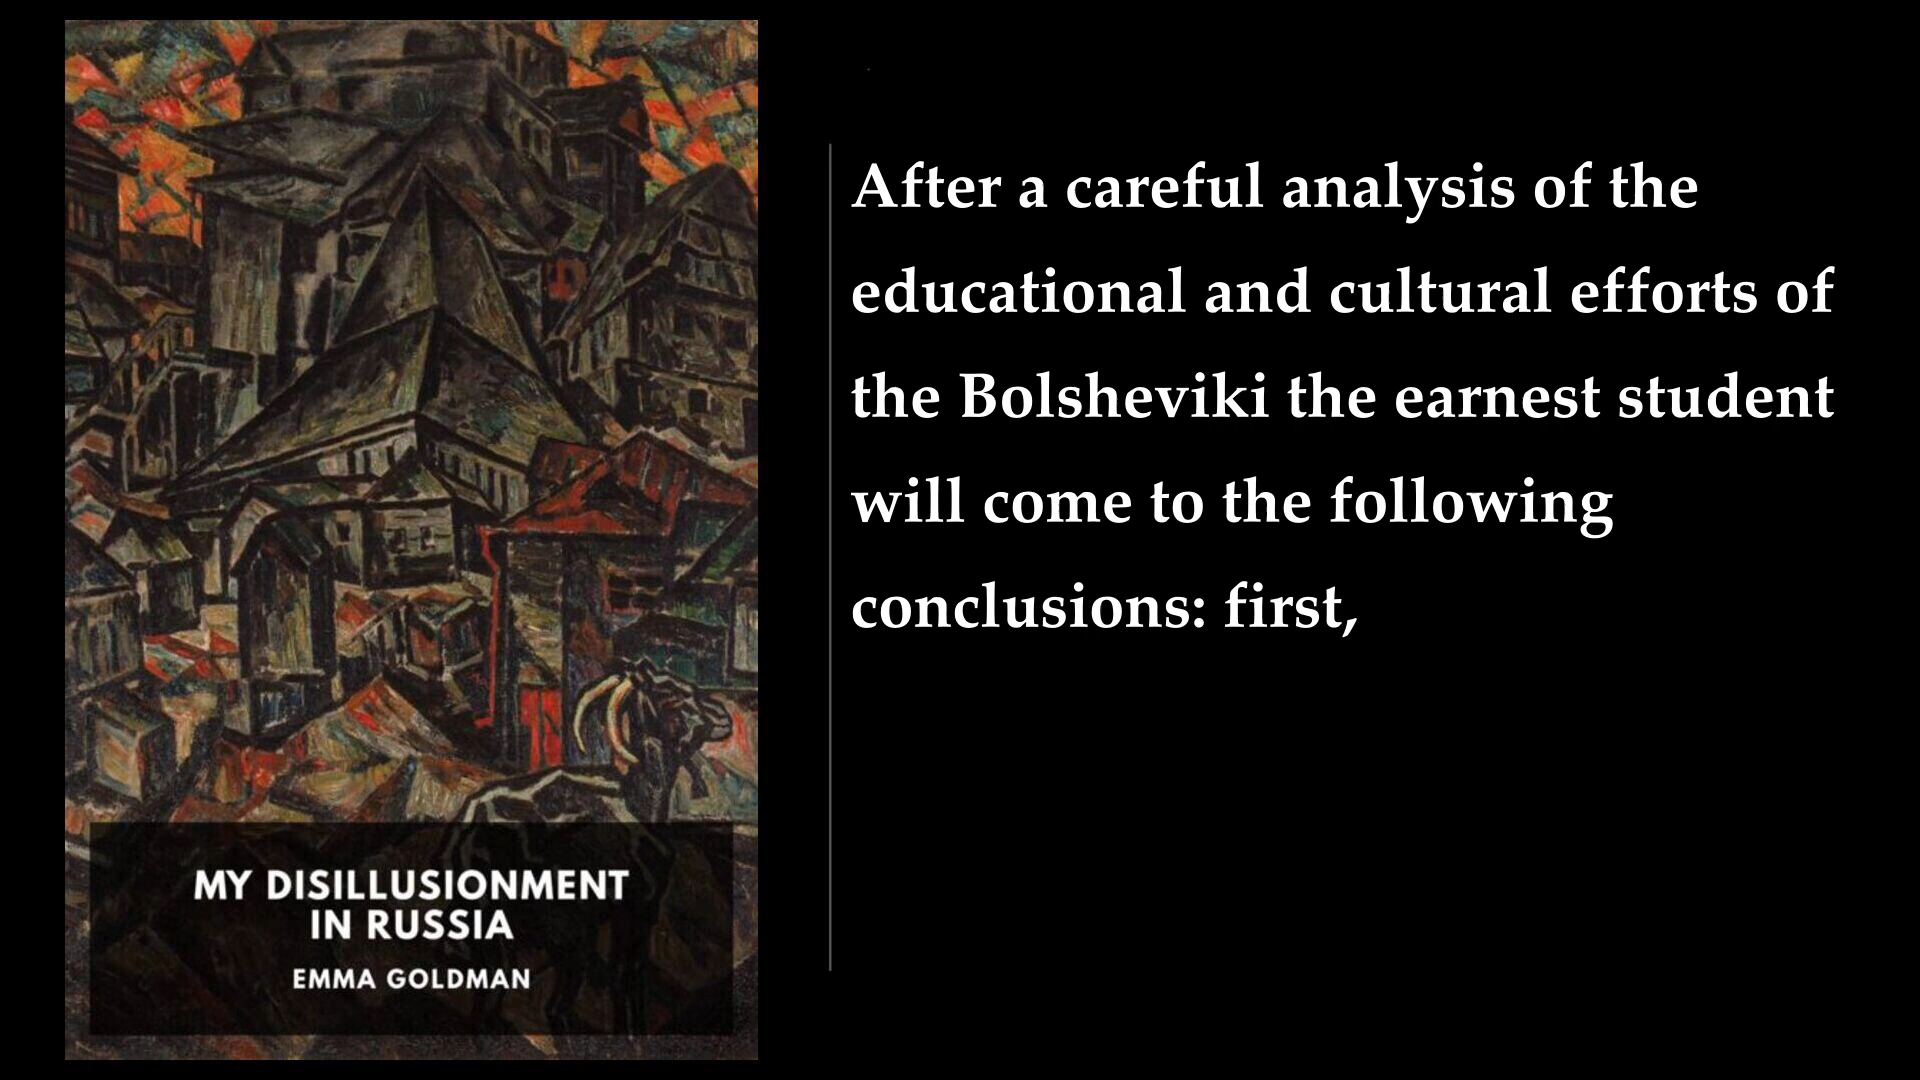 MY DISILLUSIONMENT
IN RUSSIA
EMMA GOLDMAN
After a careful analysis of the
educational and cultural efforts of
the Bolsheviki the earnest student
will come to the following
conclusions: first,